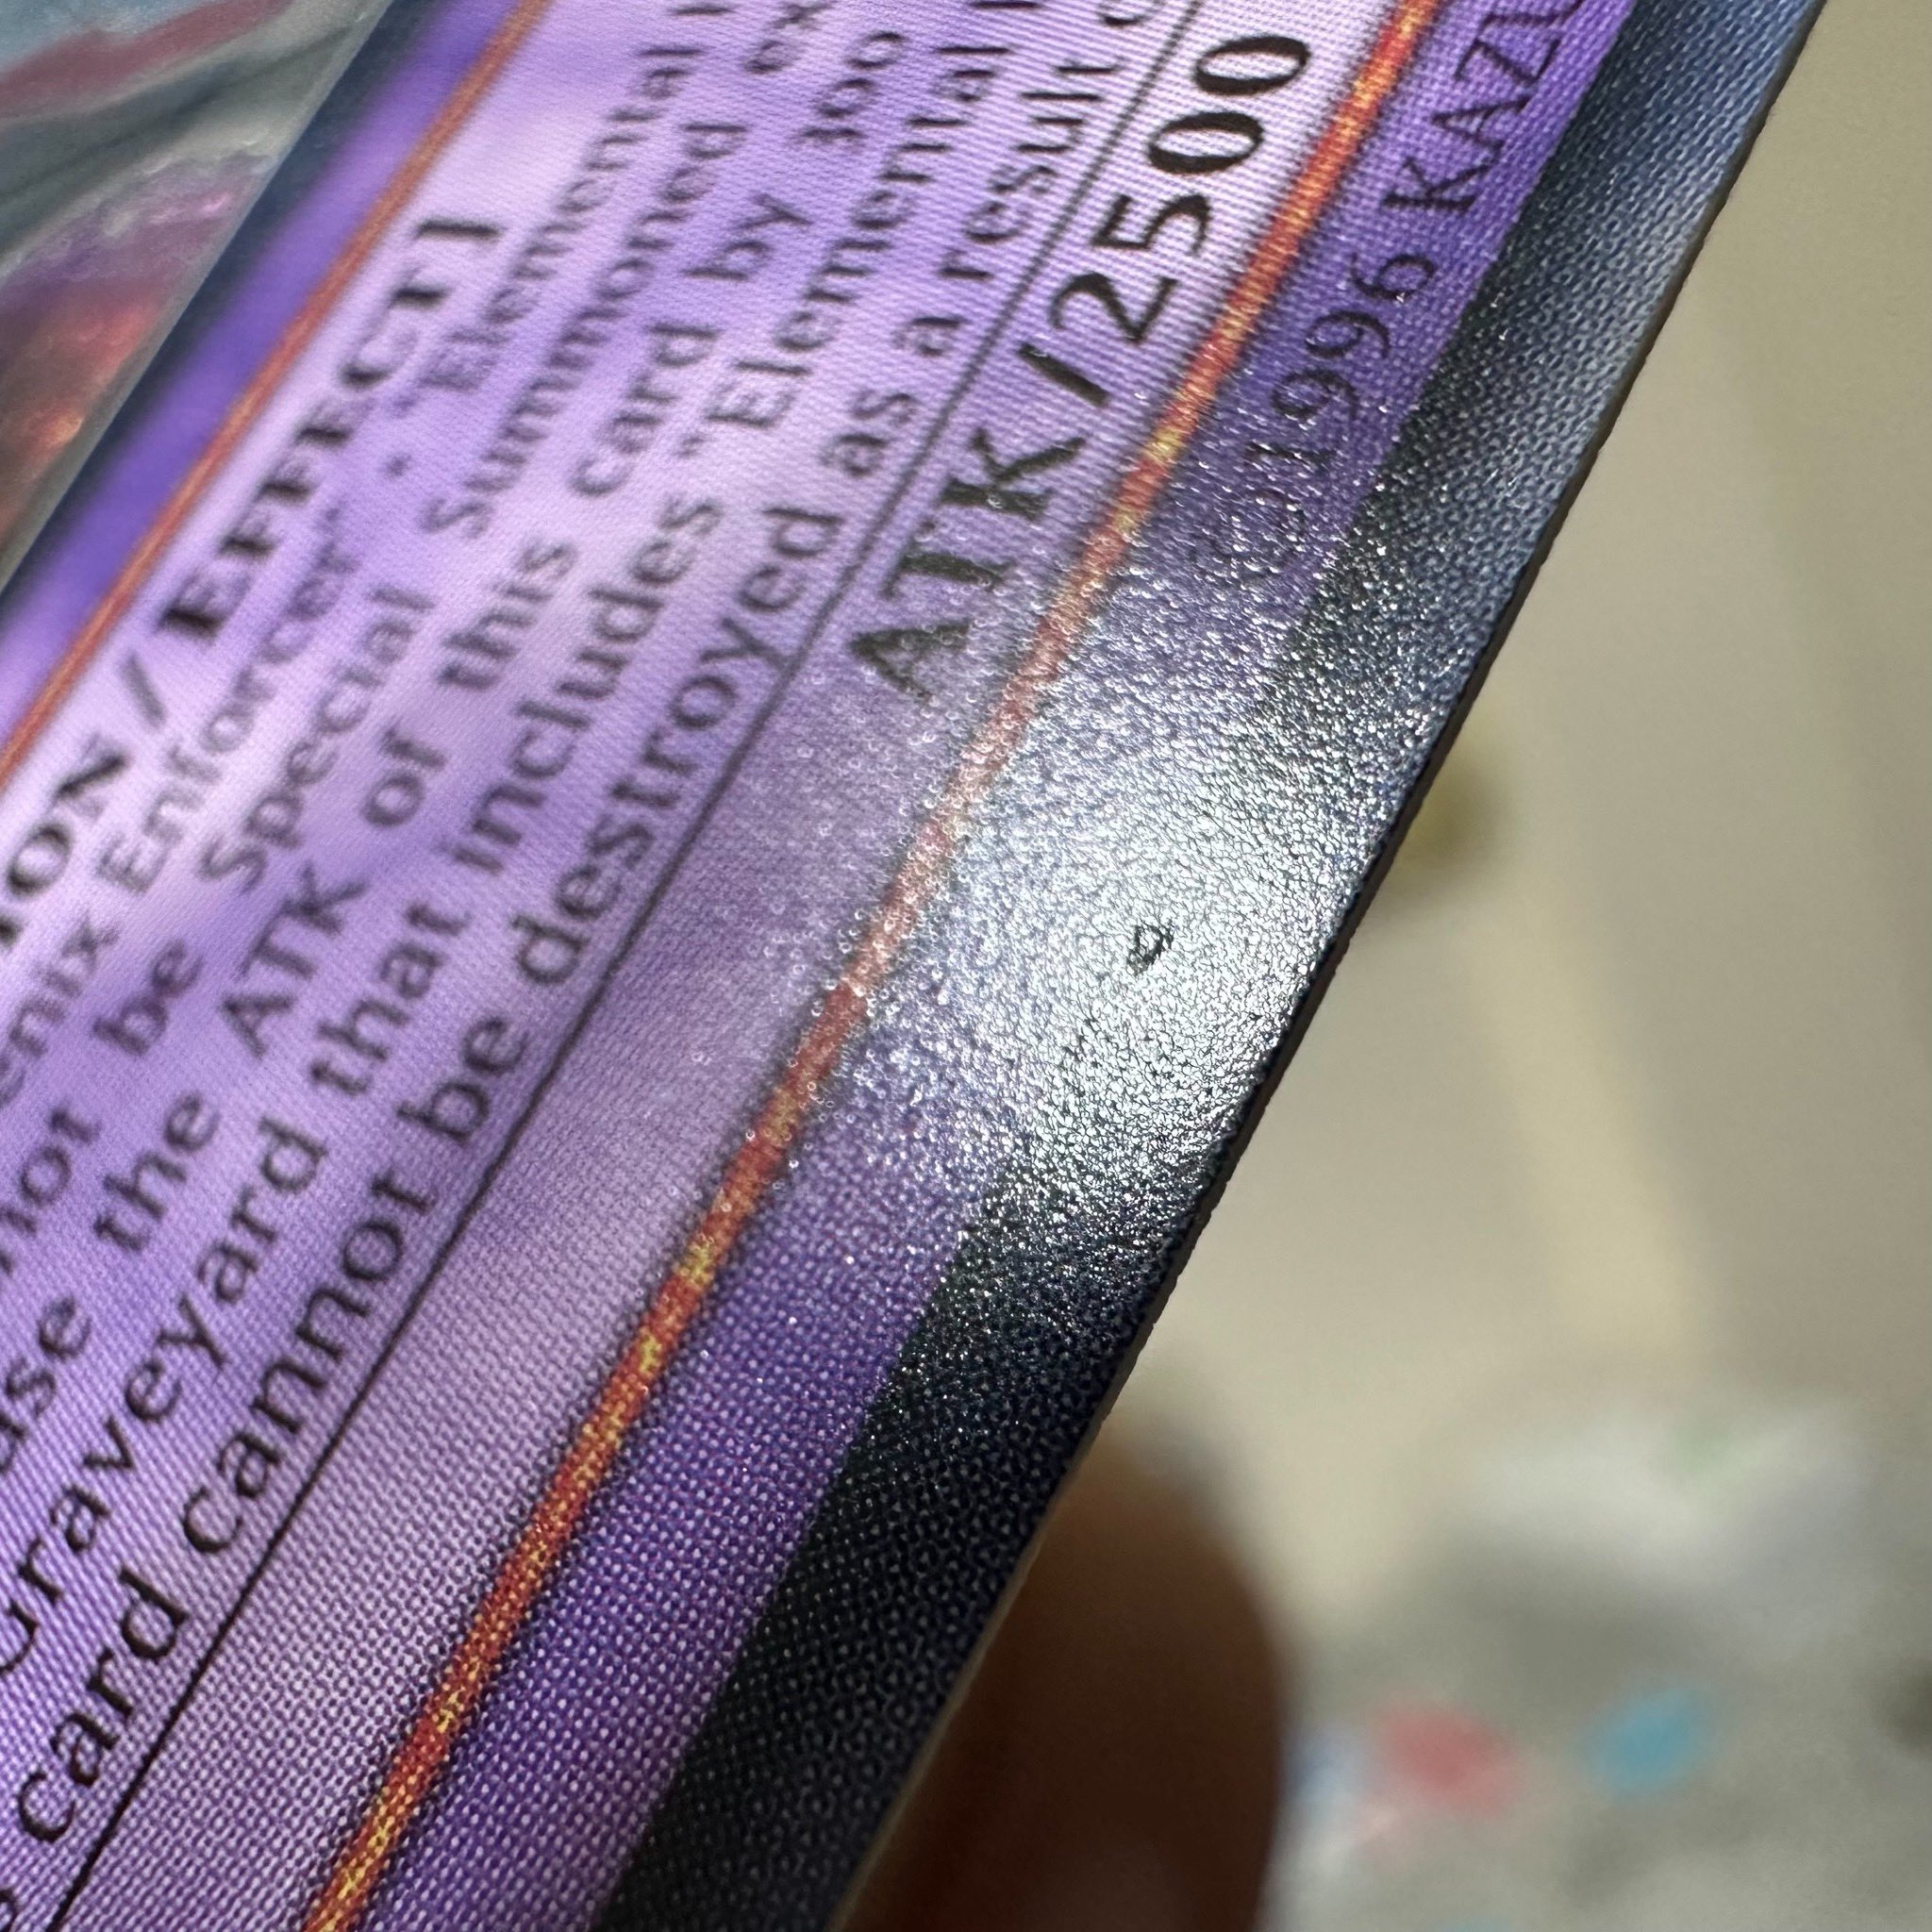 ION / EFFECT]
enix Enforcer" + "Elemental
not be Special Summoned ex
ase the ATK of this card by 300
Graveyard that includes "Elemental
card cannot be destroyed as a result
ATK/2500
©1996 KAZU